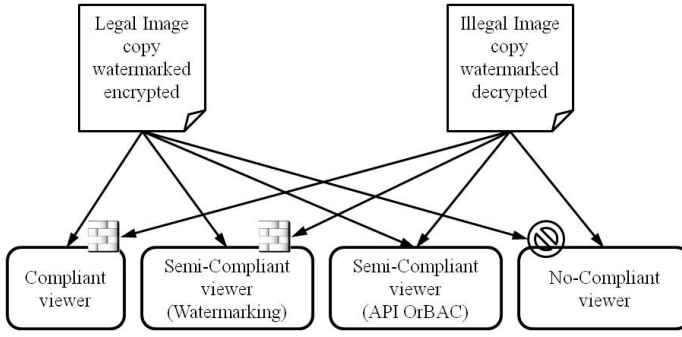 Legal Image
copy
watermarked
encrypted
Illegal Image
copy
watermarked
decrypted
Compliant
viewer
Semi-Compliant
viewer
(Watermarking)
Semi-Compliant
viewer
(API OrBAC)
No-Compliant
viewer